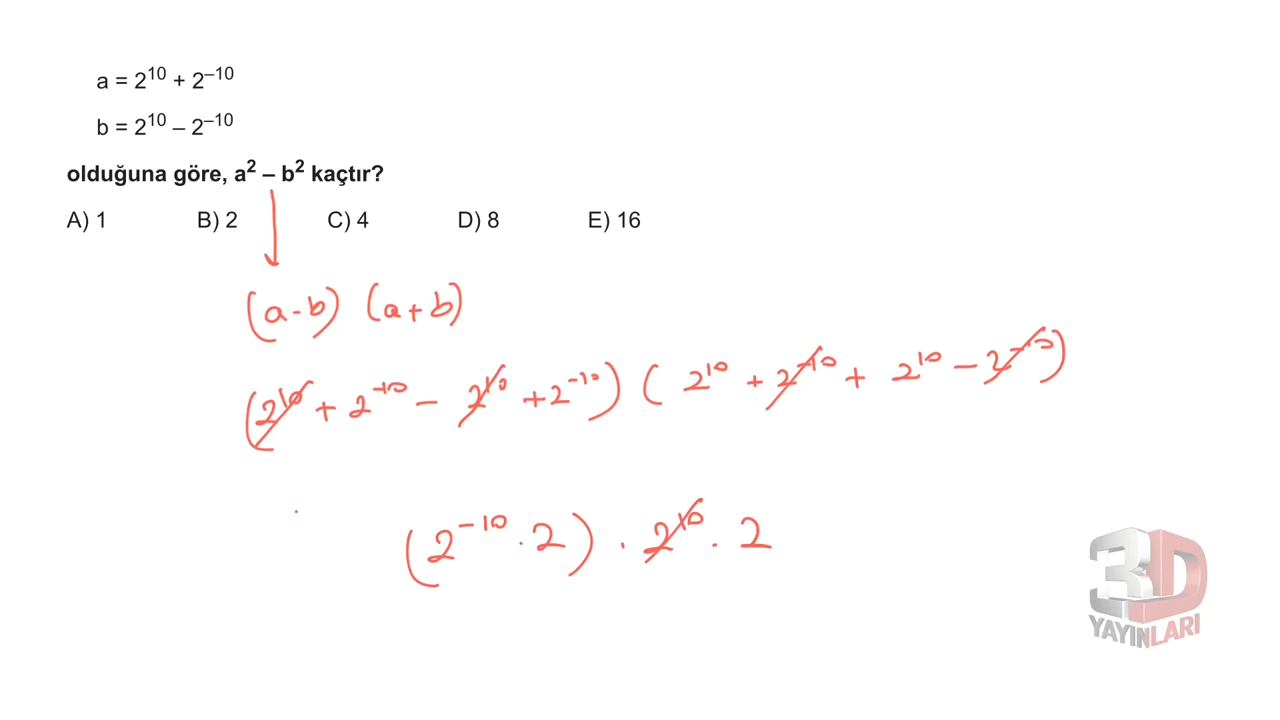 a = 2¹⁰ + 2⁻¹⁰
b = 2¹⁰ – 2⁻¹⁰
olduğuna göre, a² – b² kaçtır?
A) 1 B) 2 C) 4 D) 8 E) 16
(a-b) (a+b)
(2¹⁰ + 2⁻¹⁰ - 2¹⁰ + 2⁻¹⁰) (2¹⁰ + 2⁻¹⁰ + 2¹⁰ - 2⁻¹⁰)
(2⁻¹⁰ . 2) . 2¹⁰ . 2
3D
YAYINLARI